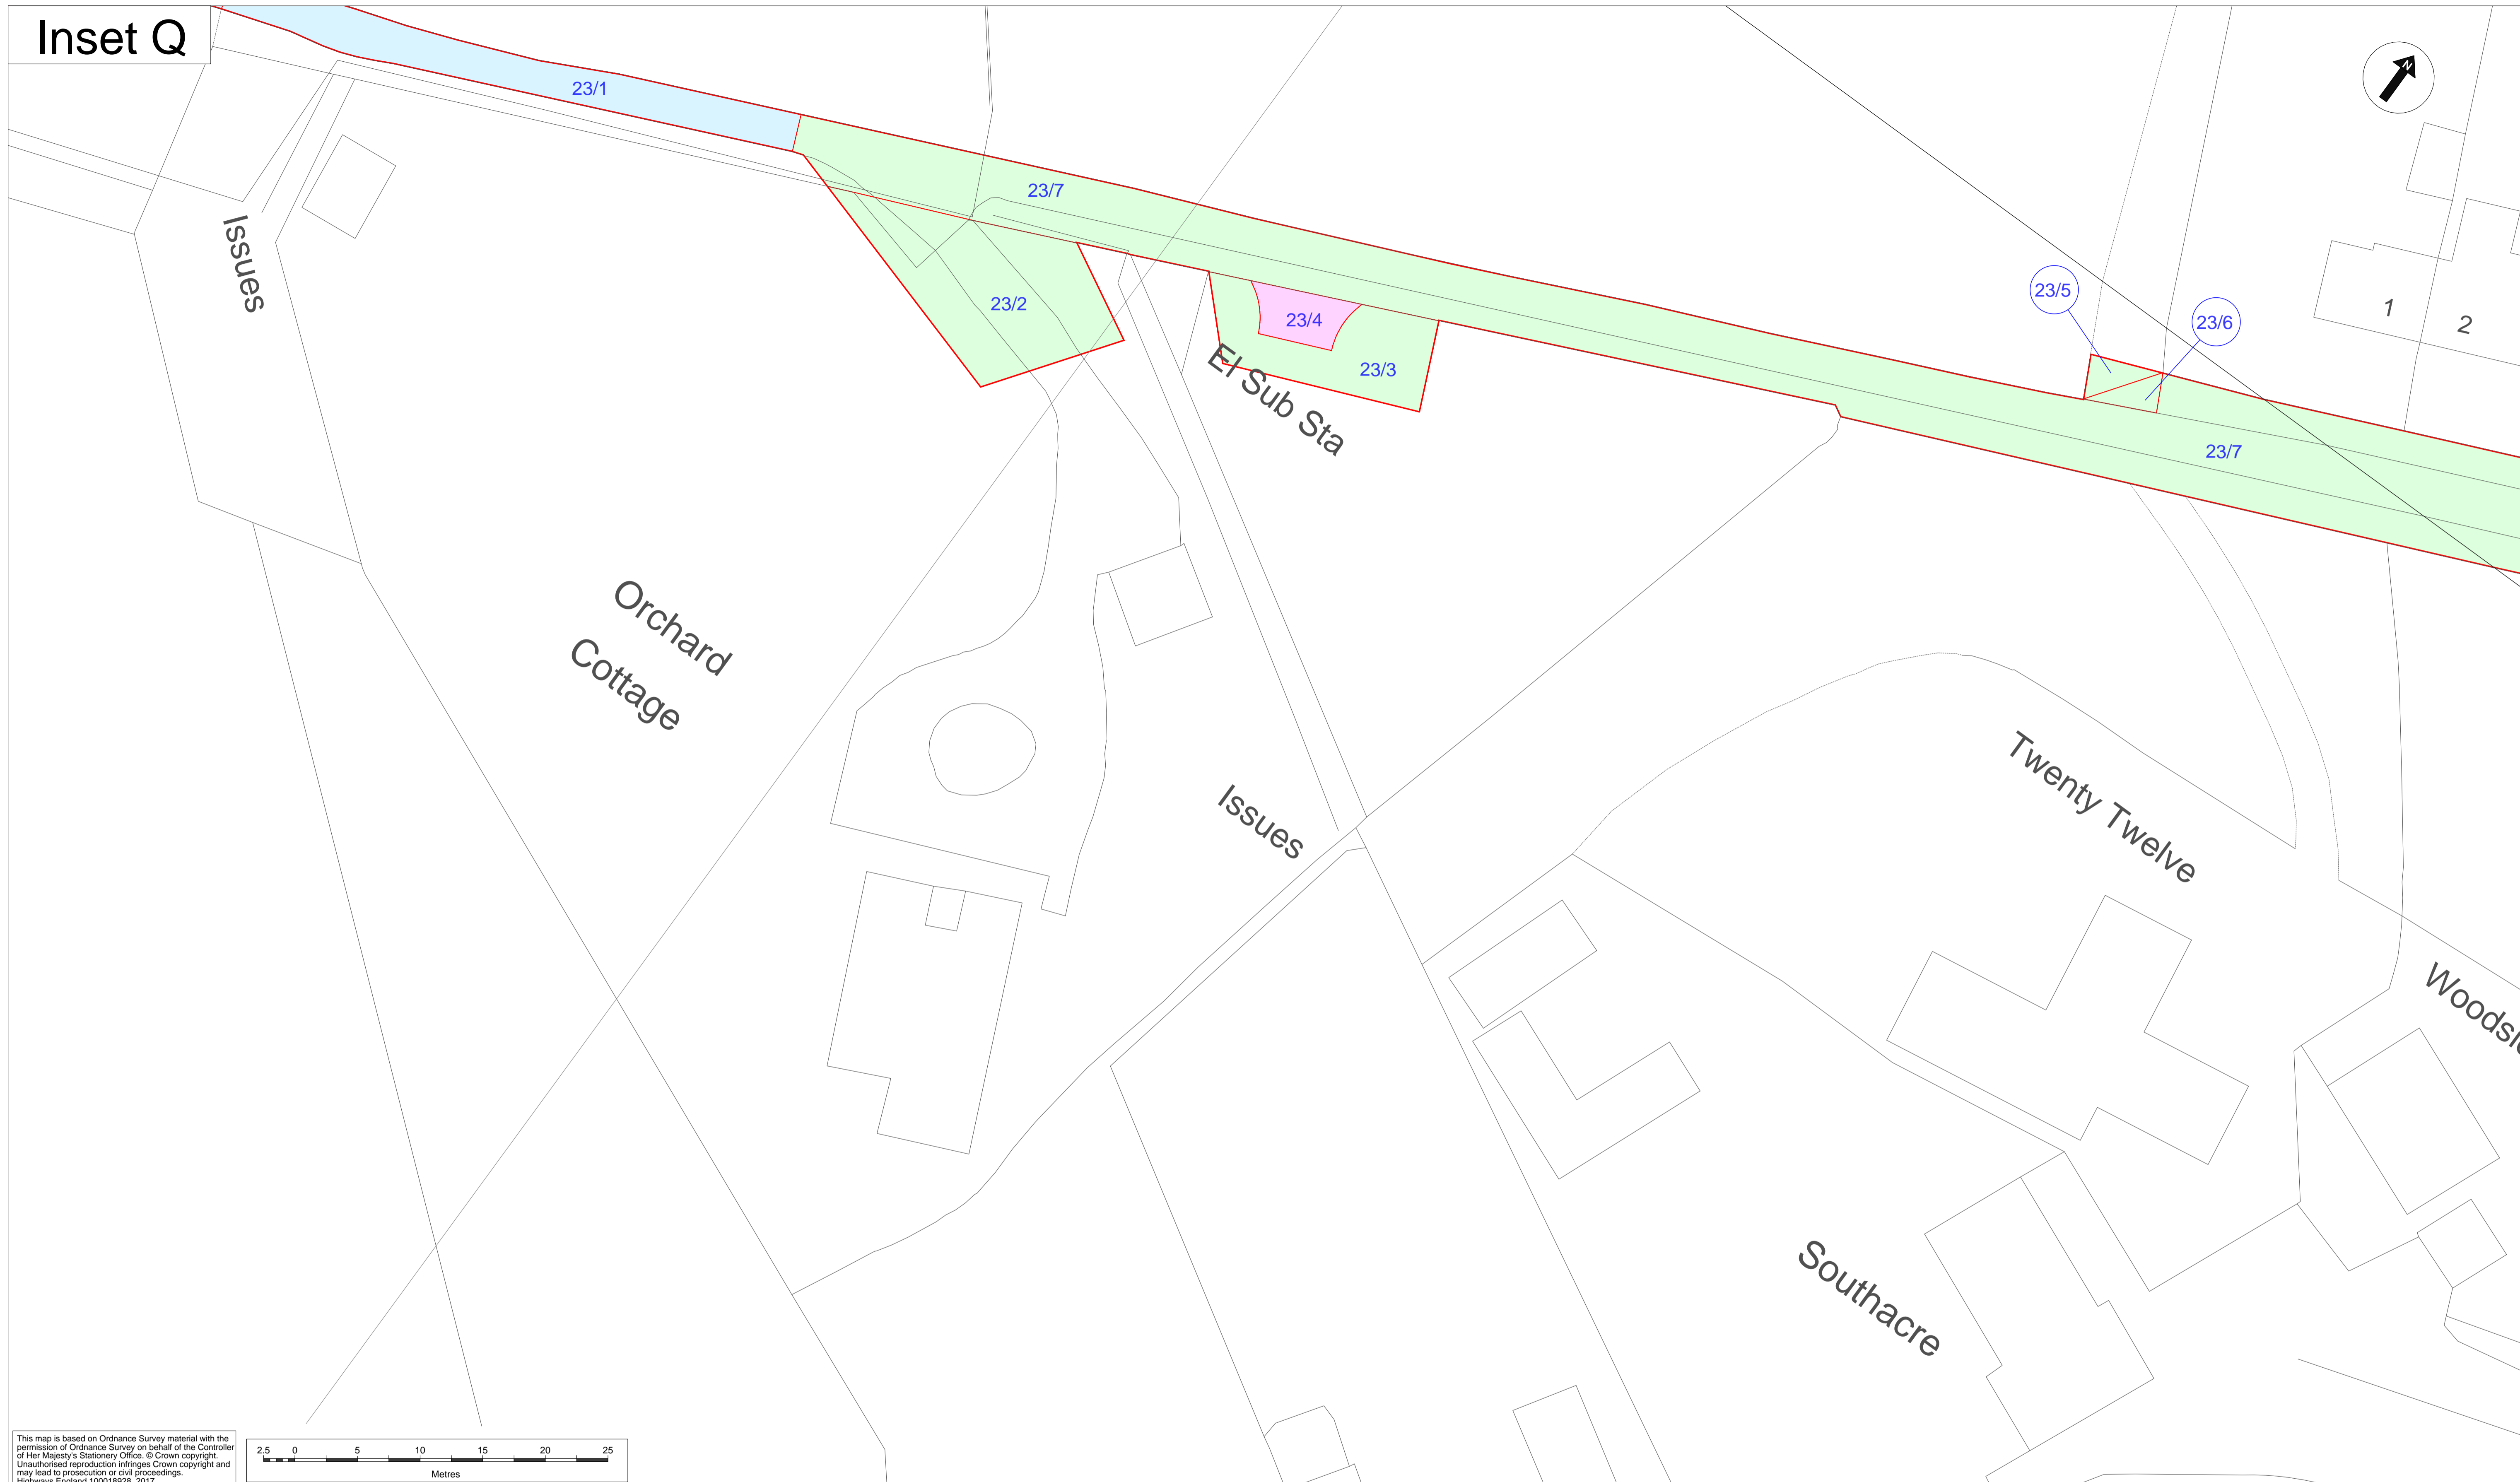 Inset Q
23/1
N
23/7
Issues
23/2
23/4
23/3
El Sub Sta
23/5
23/6
1
2
23/7
Orchard
Cottage
Issues
Twenty Twelve
Southacre
This map is based on Ordnance Survey material with the
permission of Ordnance Survey on behalf of the Controller
of Her Majesty's Stationery Office. © Crown copyright.
Unauthorised reproduction infringes Crown copyright and
may lead to prosecution or civil proceedings.
Highways England 100018928, 2017
2.5 0 5 10 15 20 25
Metres